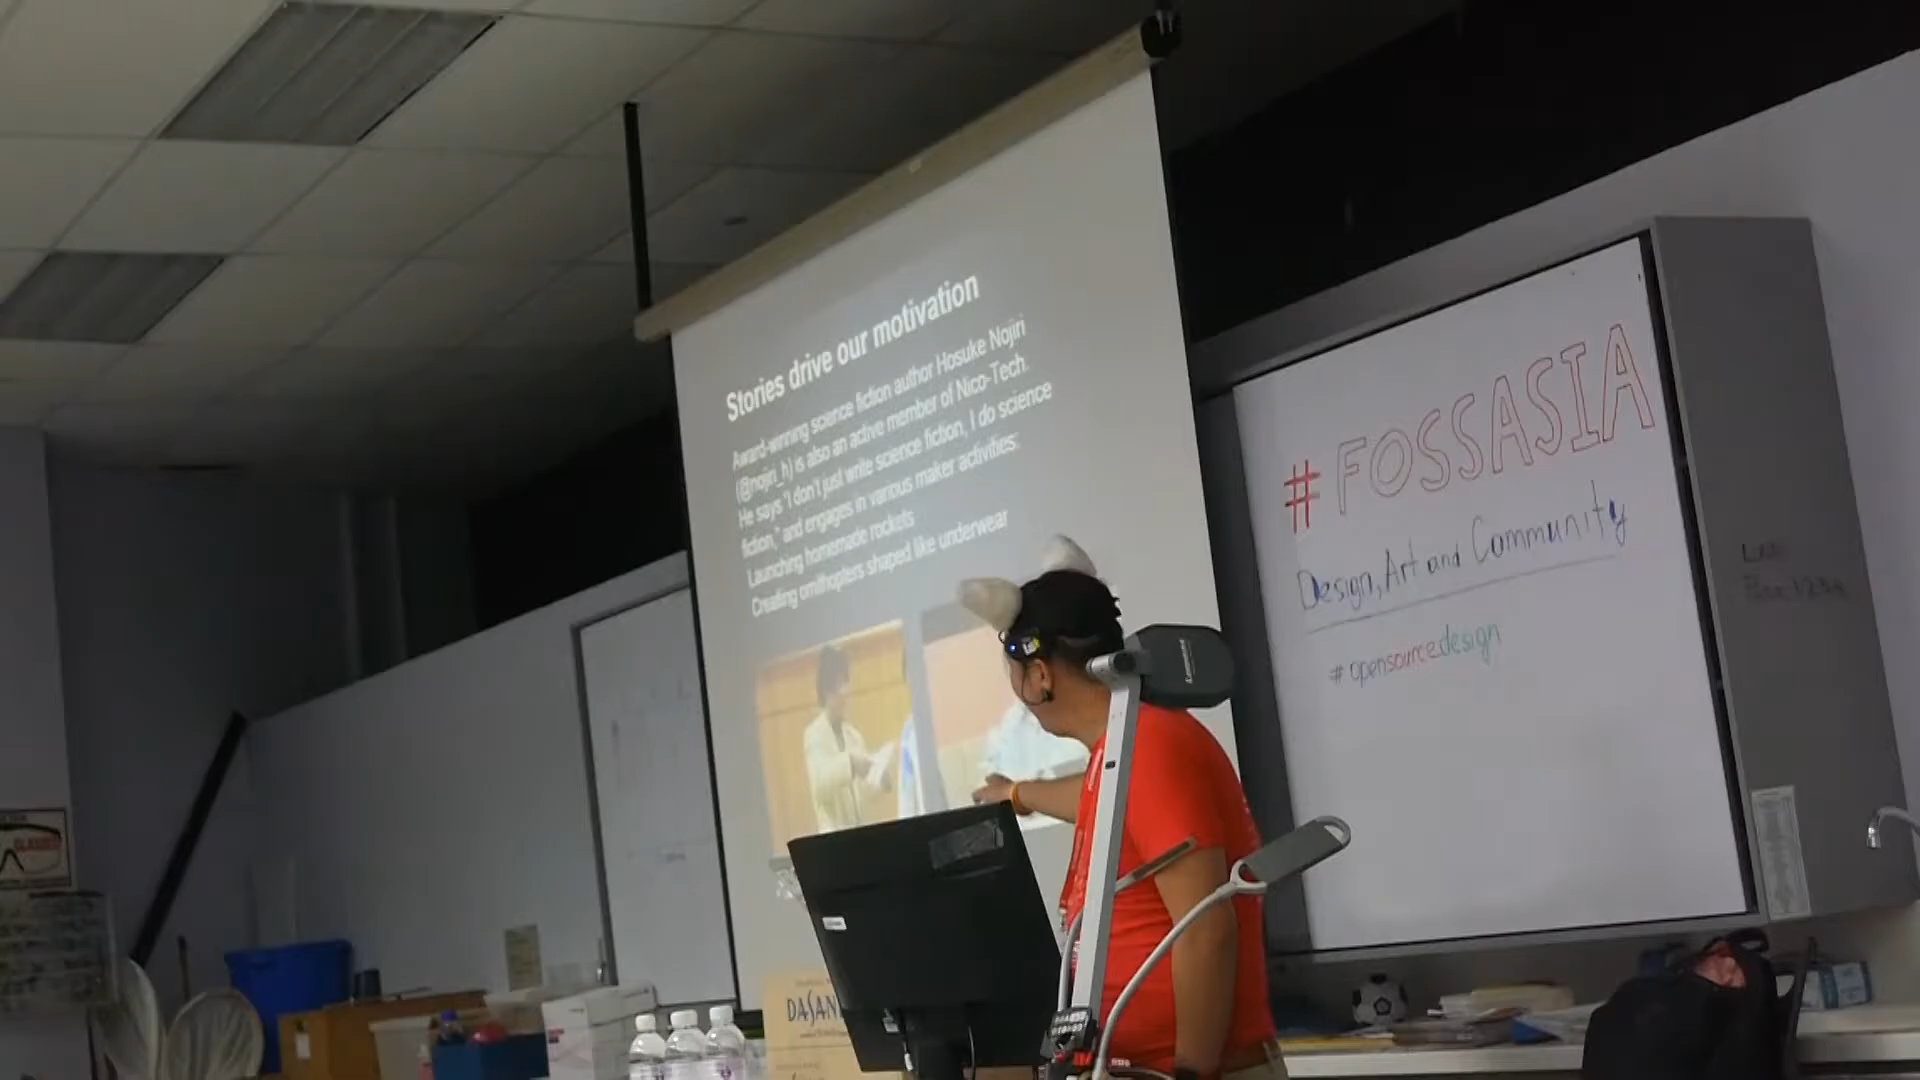 Stories drive our motivation
Award-winning science fiction author Hosuke Nojiri
(@nojiri_h) is also an active member of Nico-Tech.
He says "I don't just write science fiction, I do science
fiction," and engages in various maker activities:
Launching homemade rockets
Creating ornithopters shaped like underwear
#FOSSASIA
Design, Art and Community
#opensourcedesign
DASAN